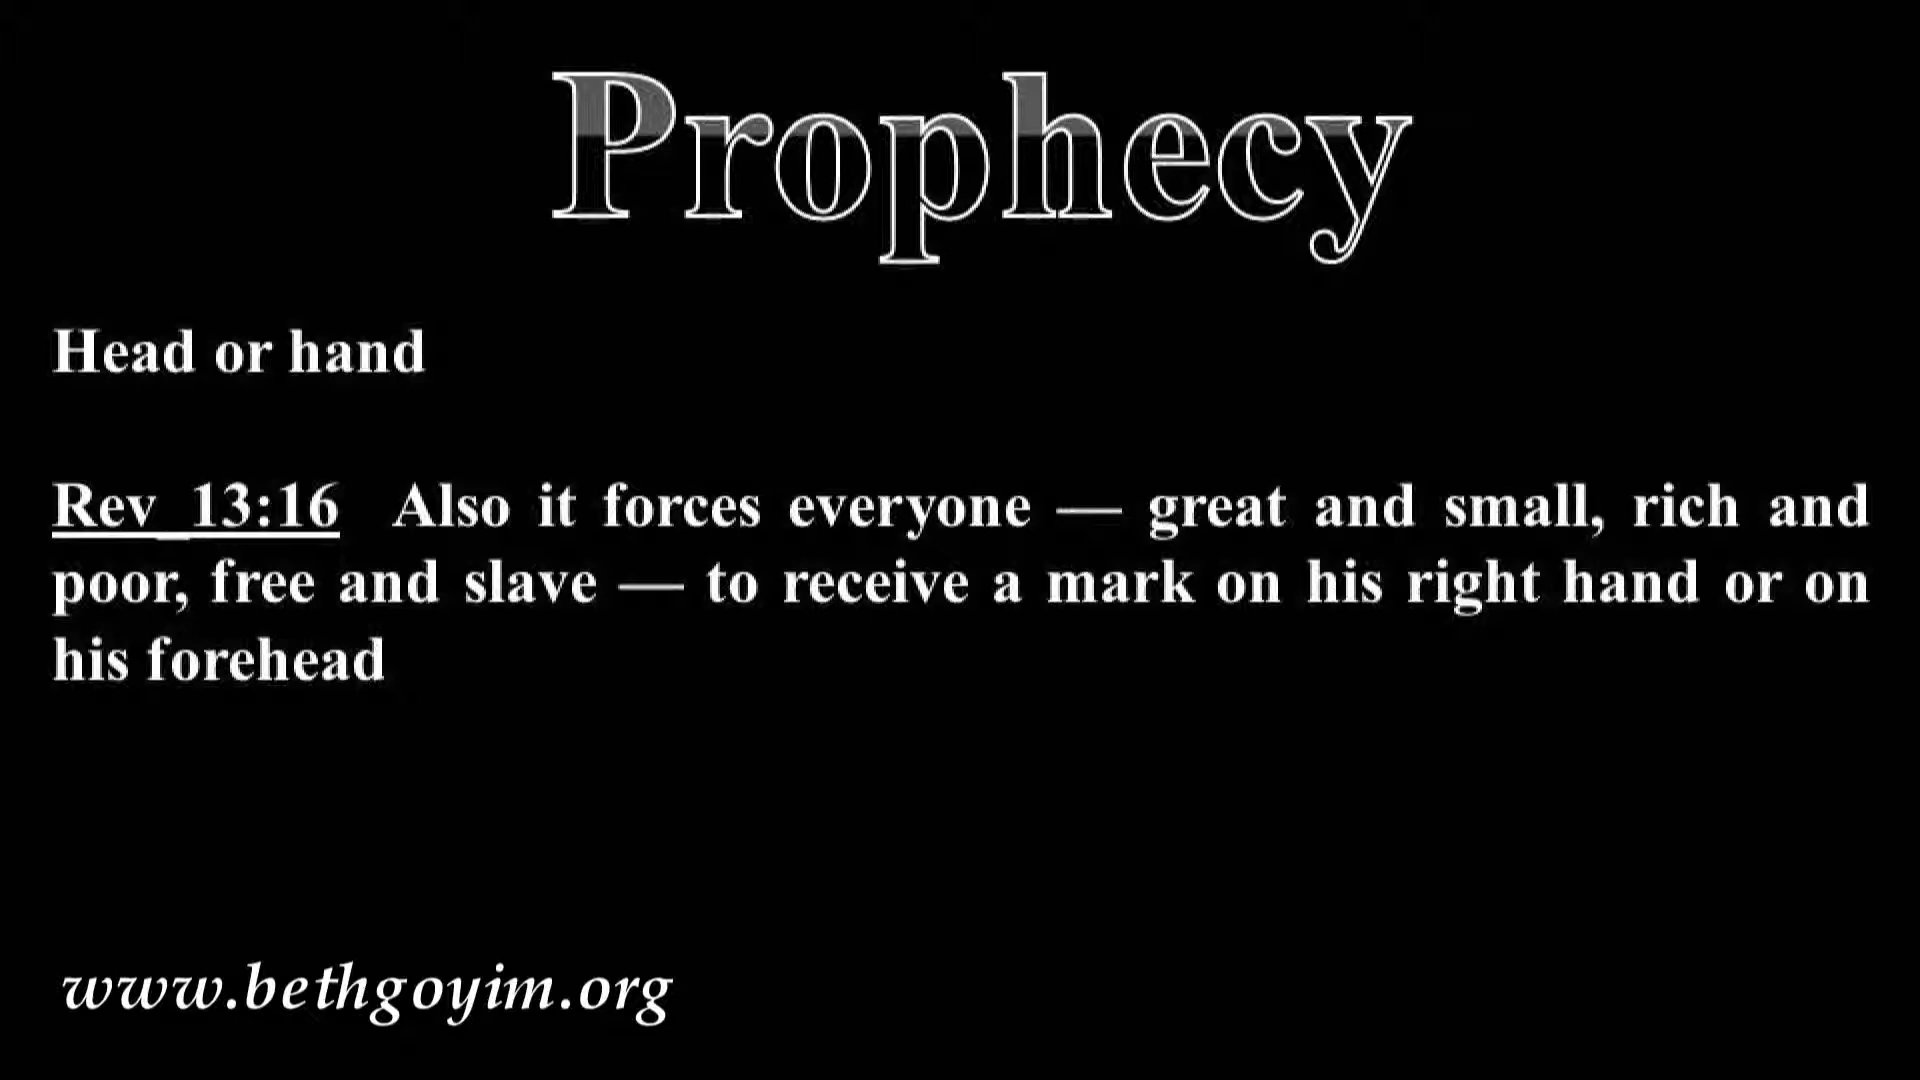 Prophecy
Head or hand
Rev_13:16 Also it forces everyone — great and small, rich and
poor, free and slave — to receive a mark on his right hand or on
his forehead
www.bethgoyim.org